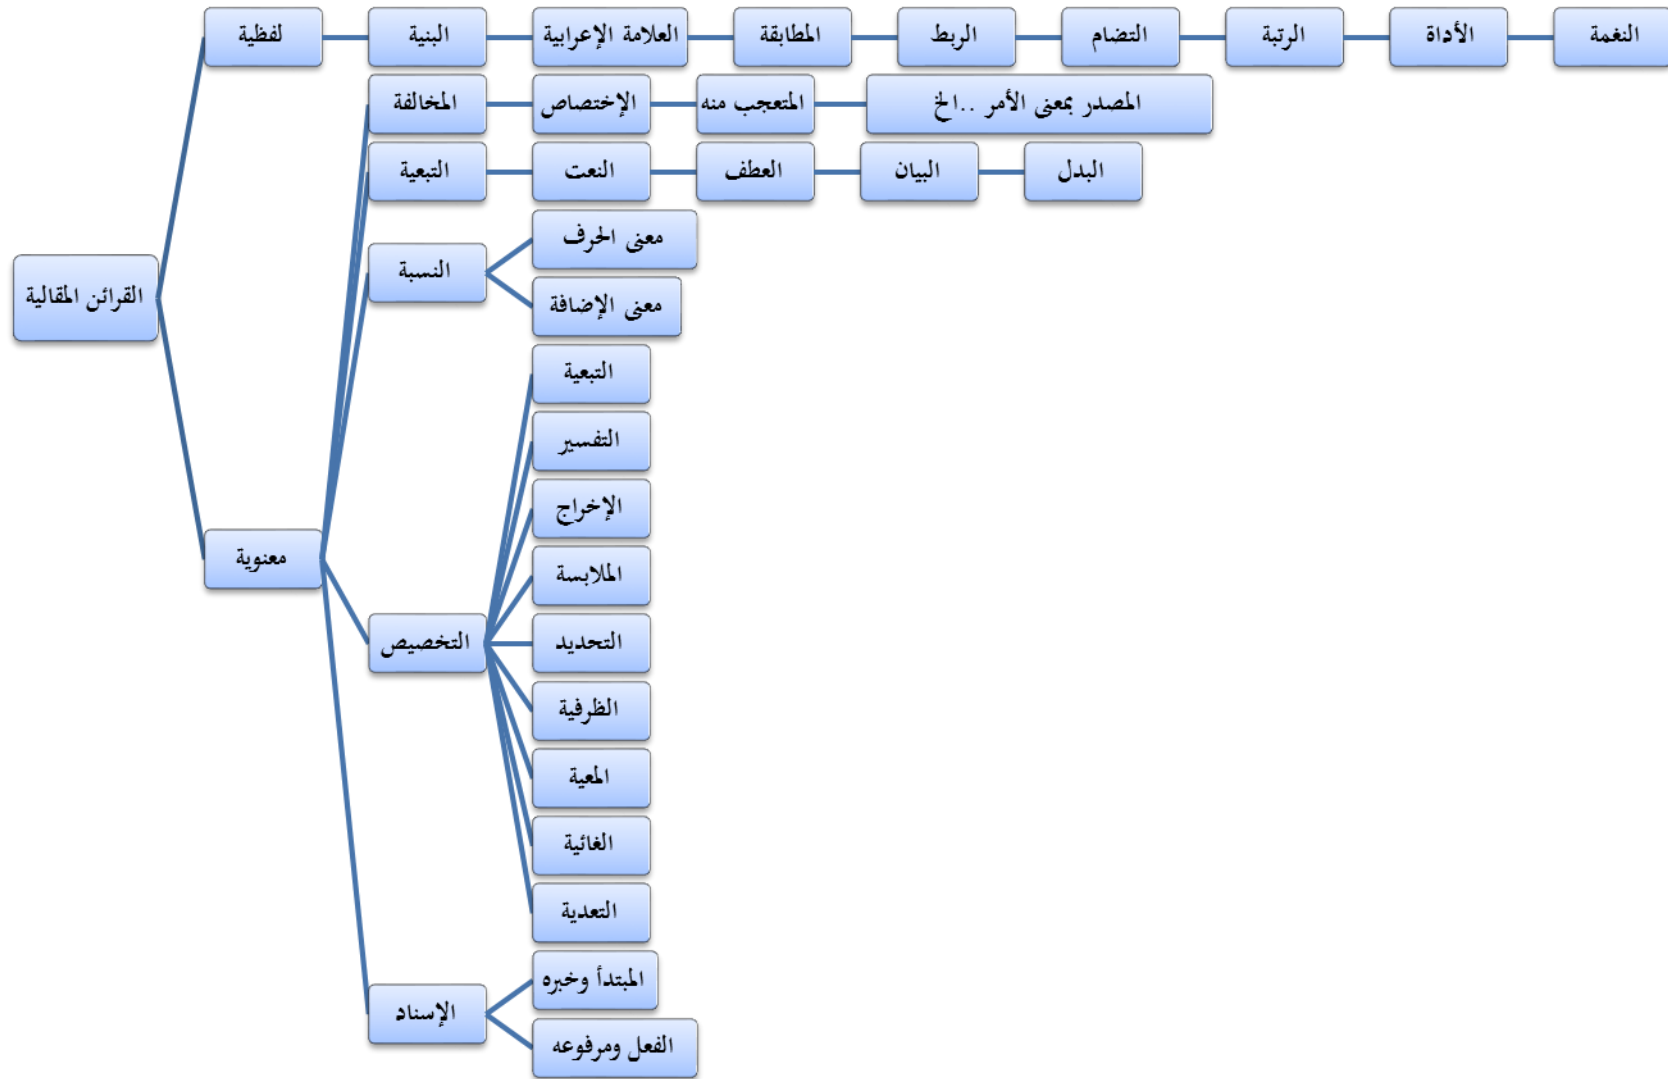 القرائن المقالية
لفظية
البنية
العلامة الإعرابية
المطابقة
الربط
التضام
الرتبة
الأداة
النغمة
معنوية
المخالفة
الإختصاص
المتعجب منه
المصدر بمعنى الأمر ..الخ
التبعية
النعت
العطف
البيان
البدل
النسبة
معنى الحرف
معنى الإضافة
التخصيص
التبعية
التفسير
الإخراج
الملابسة
التحديد
الظرفية
المعية
الغائية
التعدية
الإسناد
المبتدأ وخبره
الفعل ومرفوعه